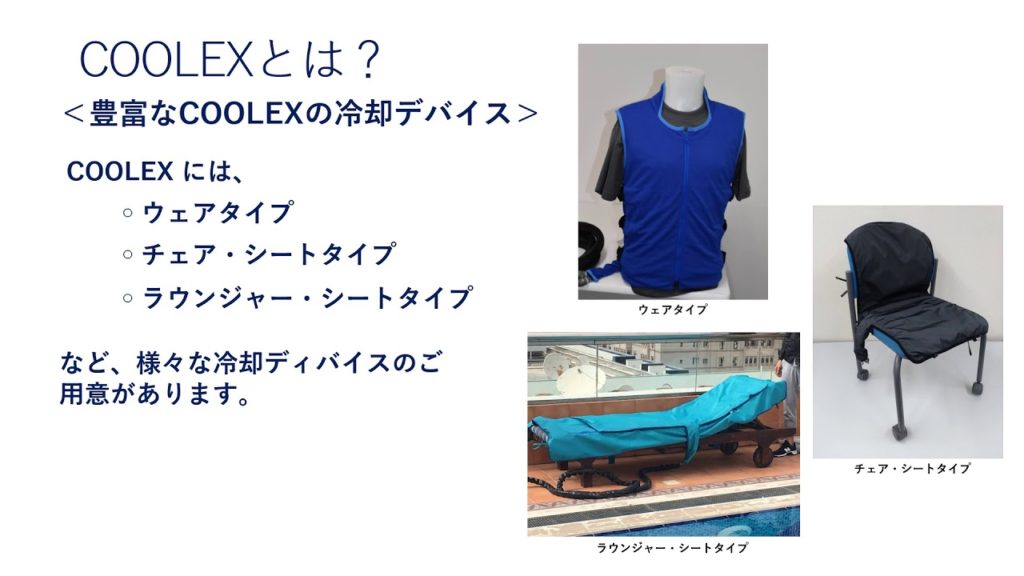 COOLEXとは？
＜豊富なCOOLEXの冷却デバイス＞
COOLEX には、
○ ウェアタイプ
○ チェア・シートタイプ
○ ラウンジャー・シートタイプ
など、様々な冷却ディバイスのご
用意があります。
ウェアタイプ
チェア・シートタイプ
ラウンジャー・シートタイプ